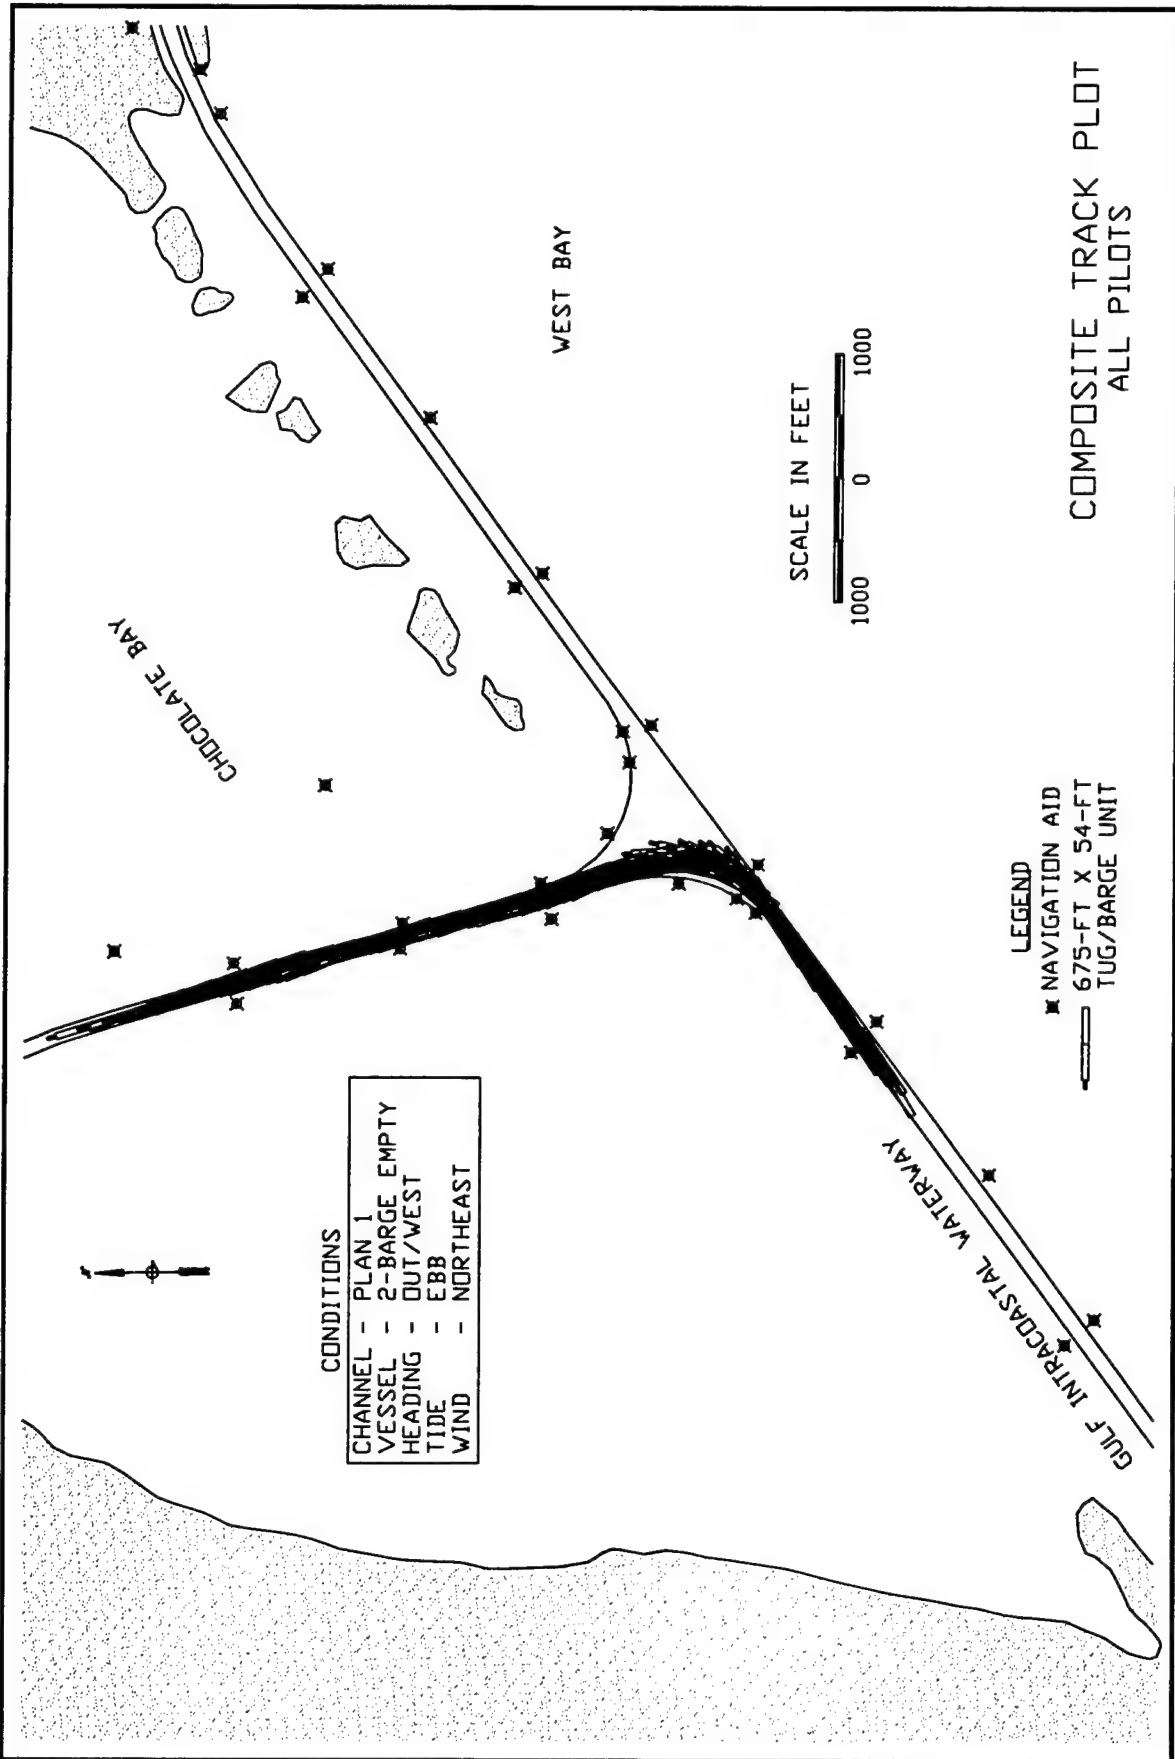 CHOCOLATE BAY
WEST BAY
CONDITIONS
CHANNEL - PLAN 1
VESSEL - 2-BARGE EMPTY
HEADING - OUT/WEST
TIDE - EBB
WIND - NORTHEAST
SCALE IN FEET
1000 0 1000
GULF INTRACOASTAL WATERWAY
LEGEND
NAVIGATION AID
675-FT X 54-FT
TUG/BARGE UNIT
COMPOSITE TRACK PLOT
ALL PILOTS